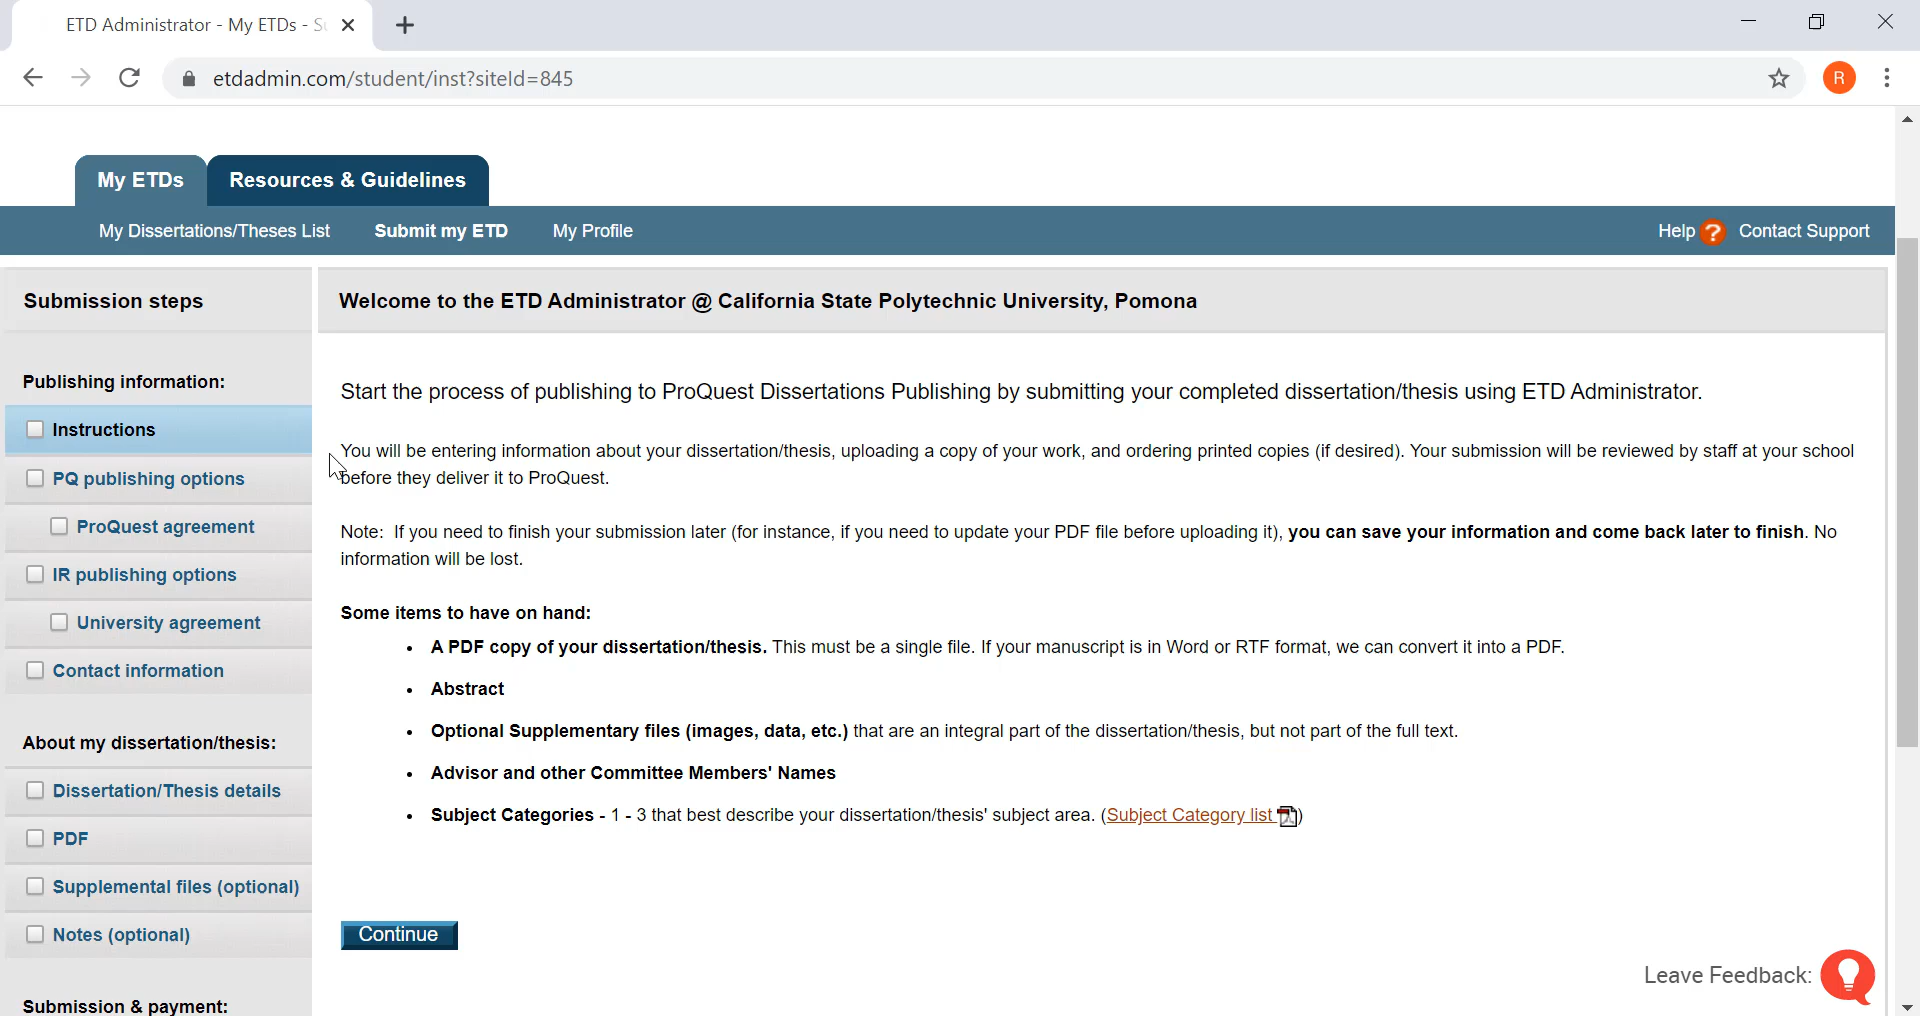 ETD Administrator - My ETDs - Su
etdadmin.com/student/inst?siteId=845
R
My ETDs
Resources & Guidelines
My Dissertations/Theses List
Submit my ETD
My Profile
Help ?
Contact Support
Submission steps
Publishing information:
Instructions
PQ publishing options
ProQuest agreement
IR publishing options
University agreement
Contact information
About my dissertation/thesis:
Dissertation/Thesis details
PDF
Supplemental files (optional)
Notes (optional)
Submission & payment:
Welcome to the ETD Administrator @ California State Polytechnic University, Pomona
Start the process of publishing to ProQuest Dissertations Publishing by submitting your completed dissertation/thesis using ETD Administrator.
You will be entering information about your dissertation/thesis, uploading a copy of your work, and ordering printed copies (if desired). Your submission will be reviewed by staff at your school
before they deliver it to ProQuest.
Note: If you need to finish your submission later (for instance, if you need to update your PDF file before uploading it), you can save your information and come back later to finish. No
information will be lost.
Some items to have on hand:
• A PDF copy of your dissertation/thesis. This must be a single file. If your manuscript is in Word or RTF format, we can convert it into a PDF.
• Abstract
• Optional Supplementary files (images, data, etc.) that are an integral part of the dissertation/thesis, but not part of the full text.
• Advisor and other Committee Members' Names
• Subject Categories - 1 - 3 that best describe your dissertation/thesis' subject area. (Subject Category list)
Continue
Leave Feedback: